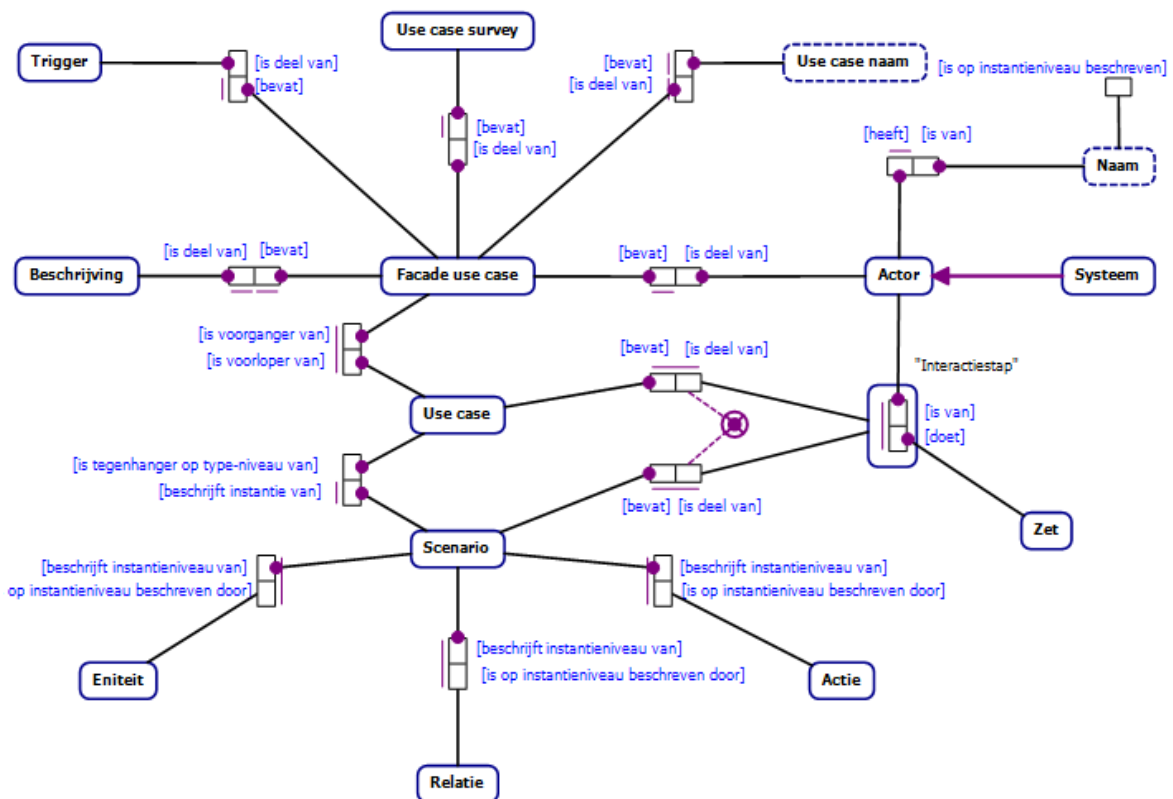 Use case survey
Trigger
[is deel van]
[bevat]
[bevat]
[is deel van]
Use case naam
[is op instantieniveau beschreven]
[bevat]
[is deel van]
[heeft] [is van]
Naam
[is deel van] [bevat]
[bevat] [is deel van]
Beschrijving
Facade use case
Actor
Systeem
[is voorganger van]
[is voorloper van]
[bevat] [is deel van]
"Interactiestap"
Use case
[is van]
[doet]
[is tegenhanger op type-niveau van]
[beschrijft instantie van]
[bevat] [is deel van]
Zet
Scenario
[beschrijft instantieniveau van]
op instantieniveau beschreven door]
[beschrijft instantieniveau van]
[is op instantieniveau beschreven door]
[beschrijft instantieniveau van]
[is op instantieniveau beschreven door]
Eniteit
Actie
Relatie